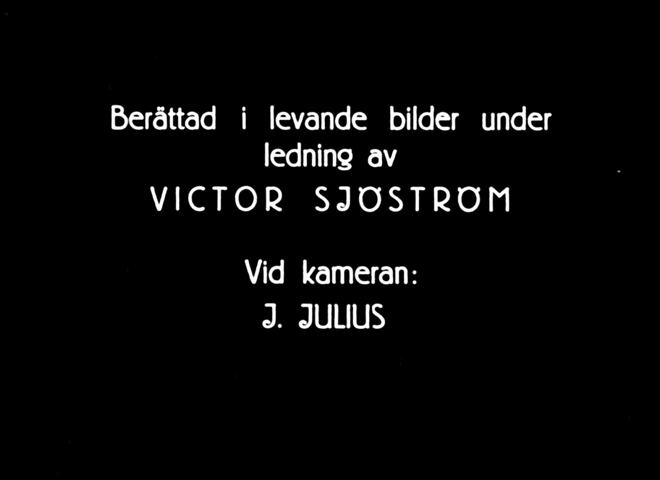 Berättad i levande bilder under
ledning av
VICTOR SJÖSTRÖM
Vid kameran:
J. JULIUS